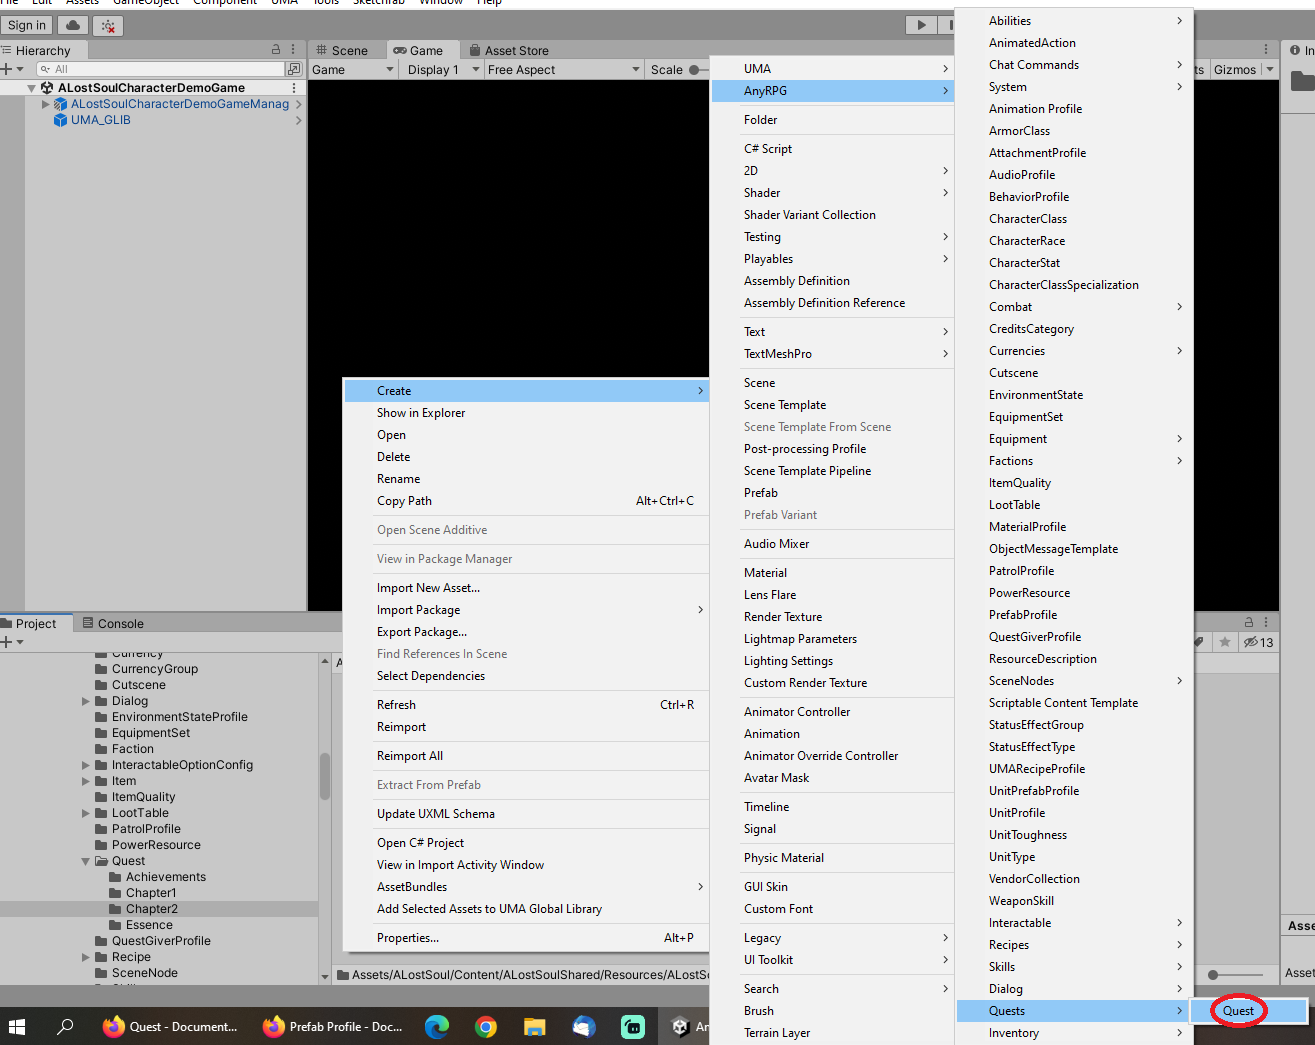 File Edit Assets GameObject Component UMA Tools Sketchfab Window Help
Sign in
Hierarchy
All
ALostSoulCharacterDemoGame
ALostSoulCharacterDemoGameManag
UMA_GLIB
Scene
Game
Asset Store
Game
Display 1
Free Aspect
Scale
ts
Gizmos
In
Create
Show in Explorer
Open
Delete
Rename
Copy Path Alt+Ctrl+C
Open Scene Additive
View in Package Manager
Import New Asset...
Import Package
Export Package...
Find References In Scene
Select Dependencies
Refresh Ctrl+R
Reimport
Reimport All
Extract From Prefab
Update UXML Schema
Open C# Project
View in Import Activity Window
AssetBundles
Add Selected Assets to UMA Global Library
Properties... Alt+P
UMA
AnyRPG
Folder
C# Script
2D
Shader
Shader Variant Collection
Testing
Playables
Assembly Definition
Assembly Definition Reference
Text
TextMeshPro
Scene
Scene Template
Scene Template From Scene
Post-processing Profile
Scene Template Pipeline
Prefab
Prefab Variant
Audio Mixer
Material
Lens Flare
Render Texture
Lightmap Parameters
Lighting Settings
Custom Render Texture
Animator Controller
Animation
Animator Override Controller
Avatar Mask
Timeline
Signal
Physic Material
GUI Skin
Custom Font
Legacy
UI Toolkit
Search
Brush
Terrain Layer
Abilities
AnimatedAction
Chat Commands
System
Animation Profile
ArmorClass
AttachmentProfile
AudioProfile
BehaviorProfile
CharacterClass
CharacterRace
CharacterStat
CharacterClassSpecialization
Combat
CreditsCategory
Currencies
Cutscene
EnvironmentState
EquipmentSet
Equipment
Factions
ItemQuality
LootTable
MaterialProfile
ObjectMessageTemplate
PatrolProfile
PowerResource
PrefabProfile
QuestGiverProfile
ResourceDescription
SceneNodes
Scriptable Content Template
StatusEffectGroup
StatusEffectType
UMARecipeProfile
UnitPrefabProfile
UnitProfile
UnitToughness
UnitType
VendorCollection
WeaponSkill
Interactable
Recipes
Skills
Dialog
Quests
Inventory
Quest
Project
Console
13
Currency
CurrencyGroup
Cutscene
Dialog
EnvironmentStateProfile
EquipmentSet
Faction
InteractableOptionConfig
Item
ItemQuality
LootTable
PatrolProfile
PowerResource
Quest
Achievements
Chapter1
Chapter2
Essence
QuestGiverProfile
Recipe
SceneNode
A
Assets/ALostSoul/Content/ALostSoulShared/Resources/ALostSo
Asse
Asset
Quest - Document...
Prefab Profile - Doc...
An